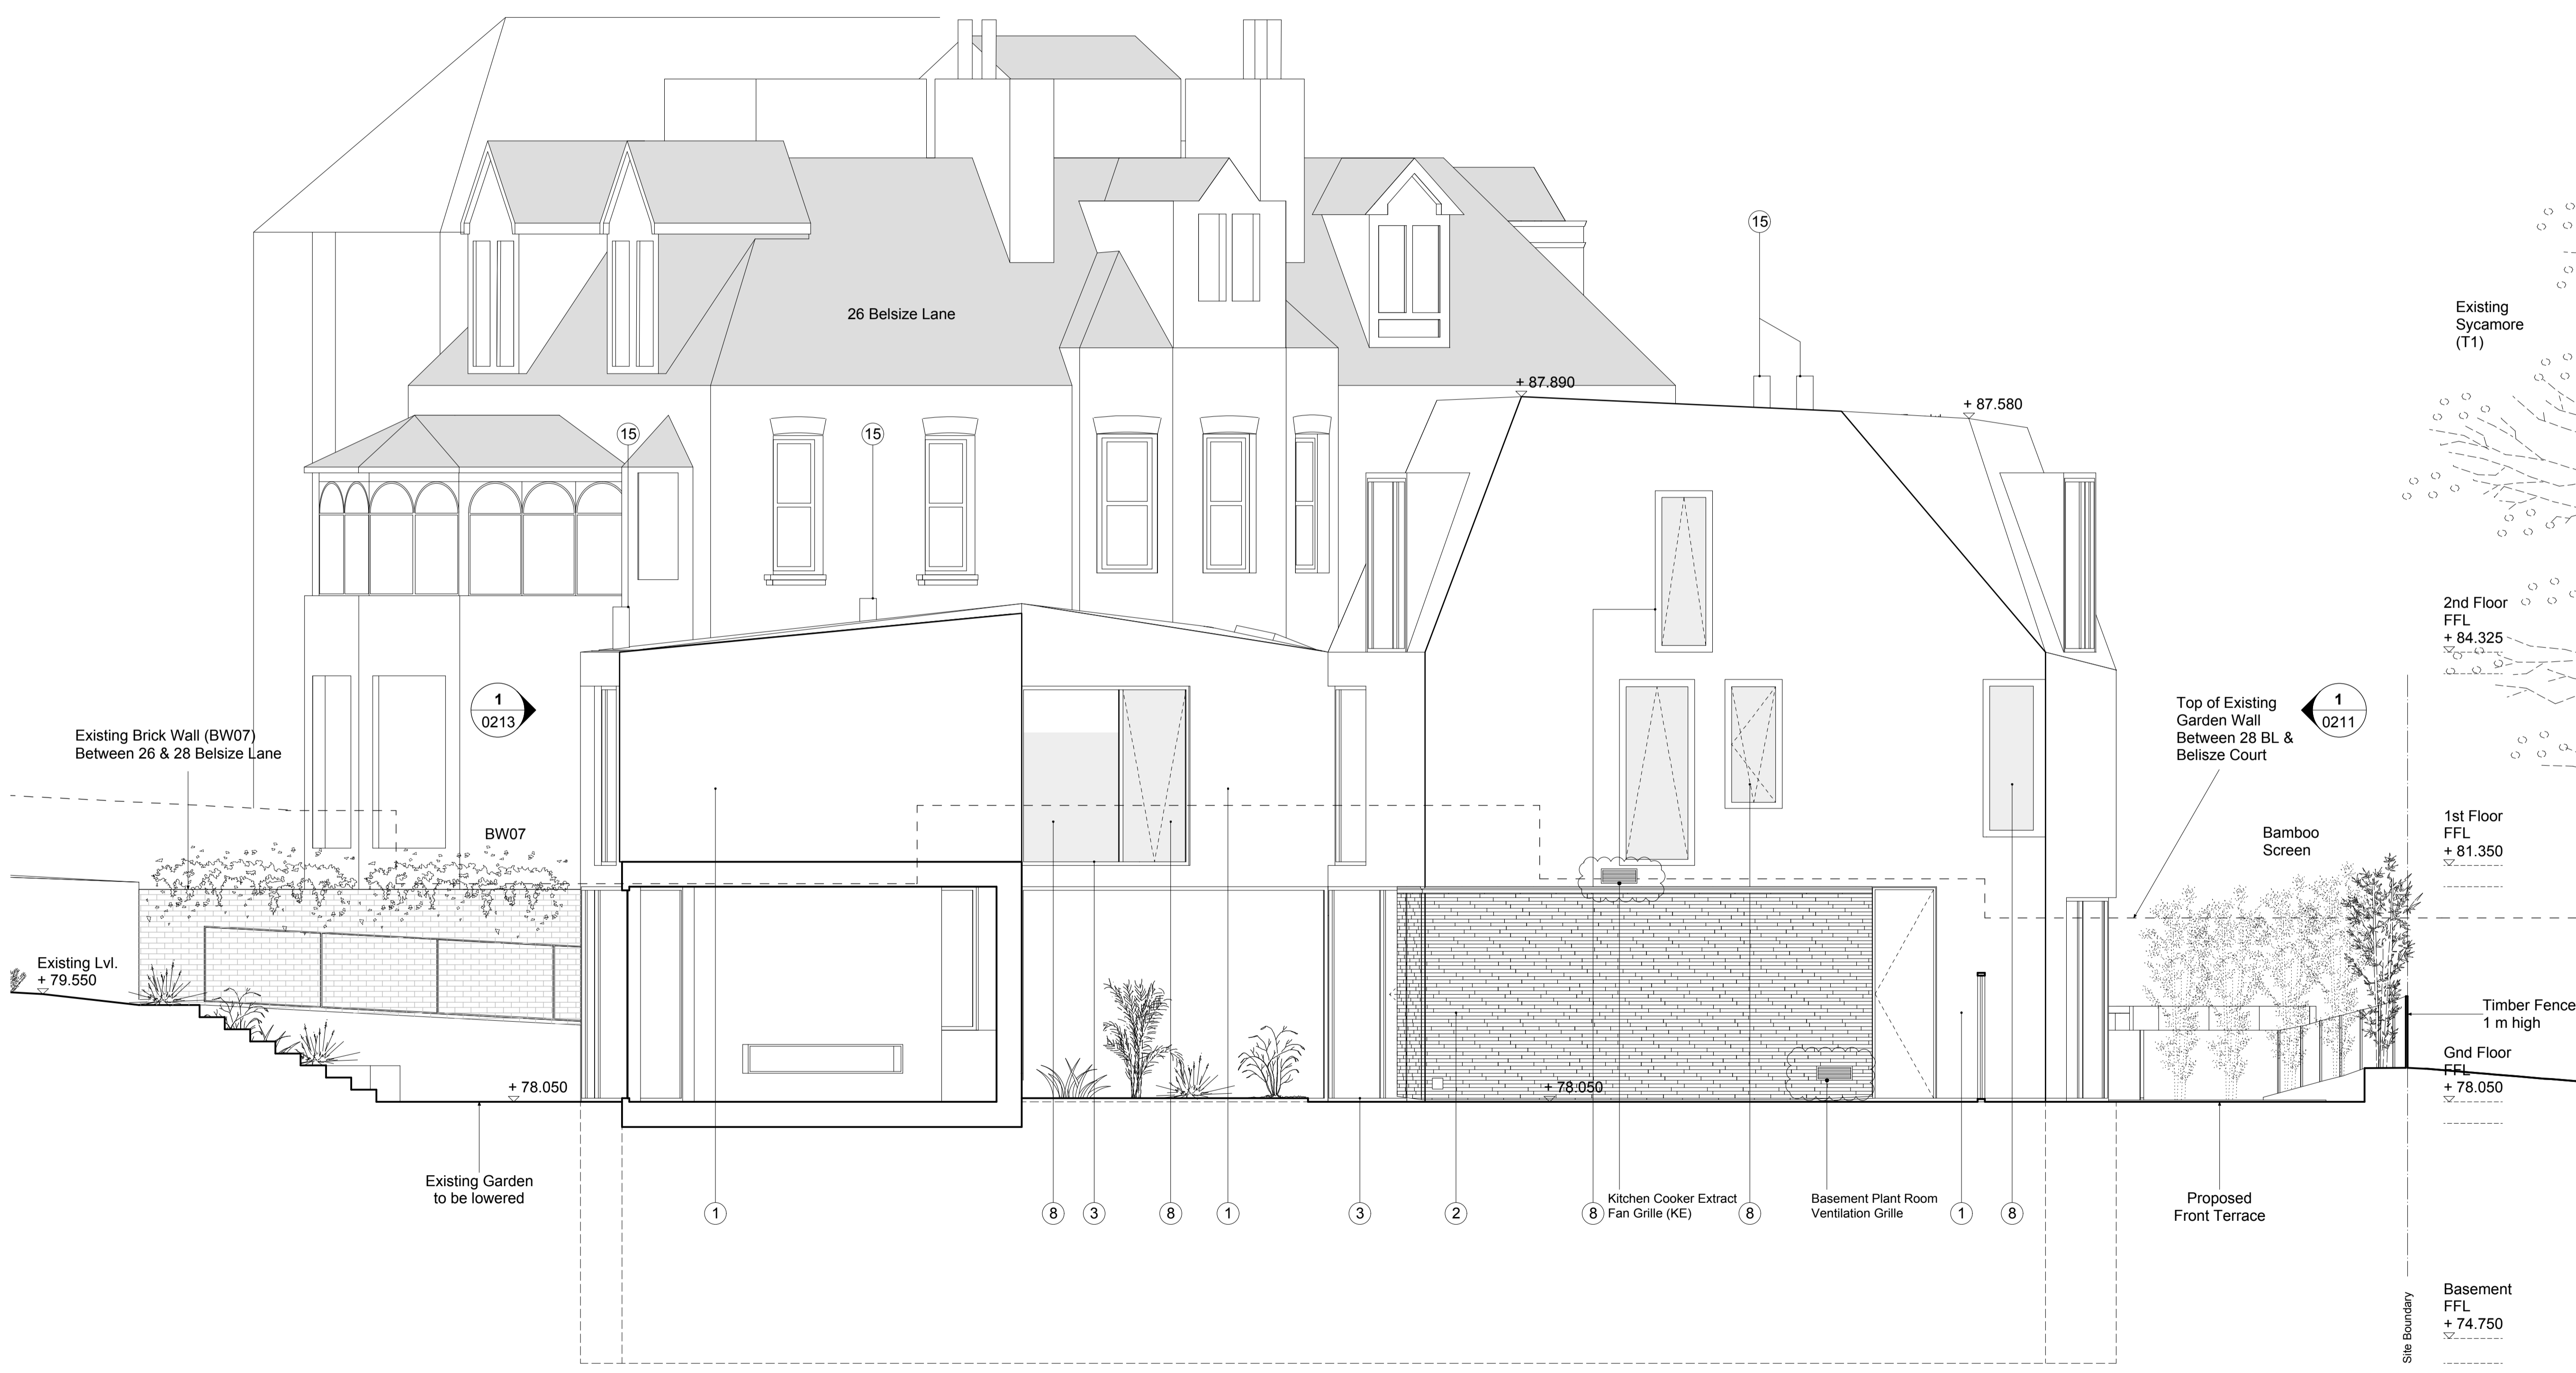 15
Existing
Sycamore
(T1)
26 Belsize Lane
+ 87.890
+ 87.580
15
15
2nd Floor
FFL
+ 84.325
1
0213
1
0211
Top of Existing
Garden Wall
Between 28 BL &
Belisze Court
Existing Brick Wall (BW07)
Between 26 & 28 Belsize Lane
BW07
Bamboo
Screen
1st Floor
FFL
+ 81.350
Existing Lvl.
+ 79.550
Timber Fence
1 m high
Gnd Floor
FFL
+ 78.050
+ 78.050
+ 78.050
Existing Garden
to be lowered
1
8
3
8
1
3
2
8
Kitchen Cooker Extract
Fan Grille (KE)
8
Basement Plant Room
Ventilation Grille
1
8
Proposed
Front Terrace
Basement
FFL
+ 74.750
Site Boundary